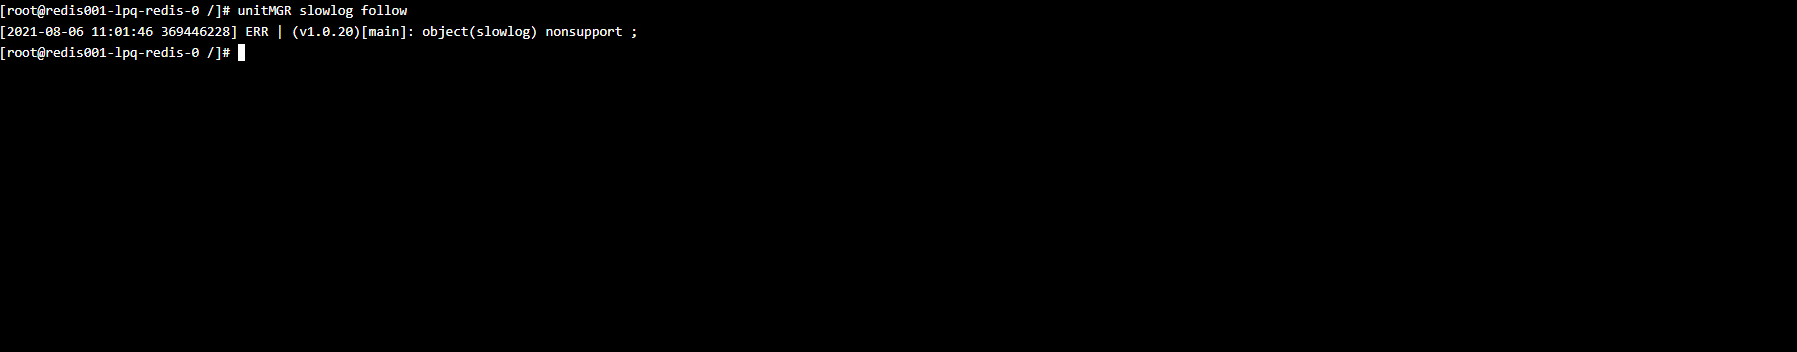 [root@redis001-lpq-redis-0 /]# unitMGR slowlog follow
[2021-08-06 11:01:46 369446228] ERR | (v1.0.20)[main]: object(slowlog) nonsupport ;
[root@redis001-lpq-redis-0 /]#